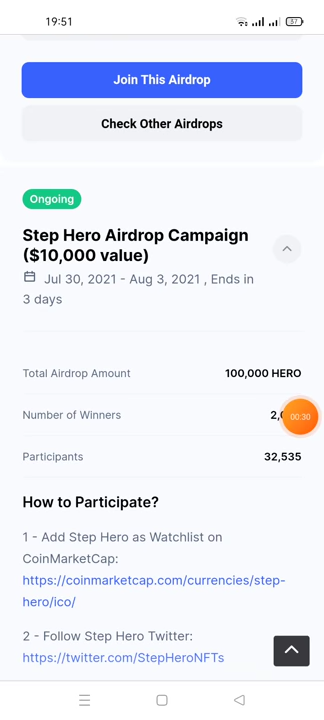 19:51
57
Join This Airdrop
Check Other Airdrops
Ongoing
Step Hero Airdrop Campaign
($10,000 value)
Jul 30, 2021 - Aug 3, 2021 , Ends in
3 days
Total Airdrop Amount 100,000 HERO
Number of Winners
00:30
Participants 32,535
How to Participate?
1 - Add Step Hero as Watchlist on
CoinMarketCap:
https://coinmarketcap.com/currencies/step-
hero/ico/
2 - Follow Step Hero Twitter:
https://twitter.com/StepHeroNFTs